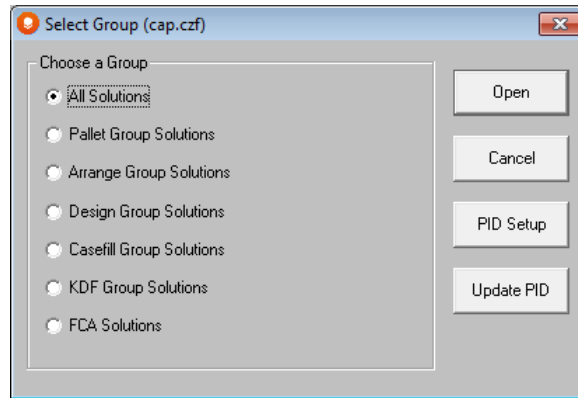 Select Group (cap.czf)
Choose a Group
All Solutions
Pallet Group Solutions
Arrange Group Solutions
Design Group Solutions
Casefill Group Solutions
KDF Group Solutions
FCA Solutions
Open
Cancel
PID Setup
Update PID